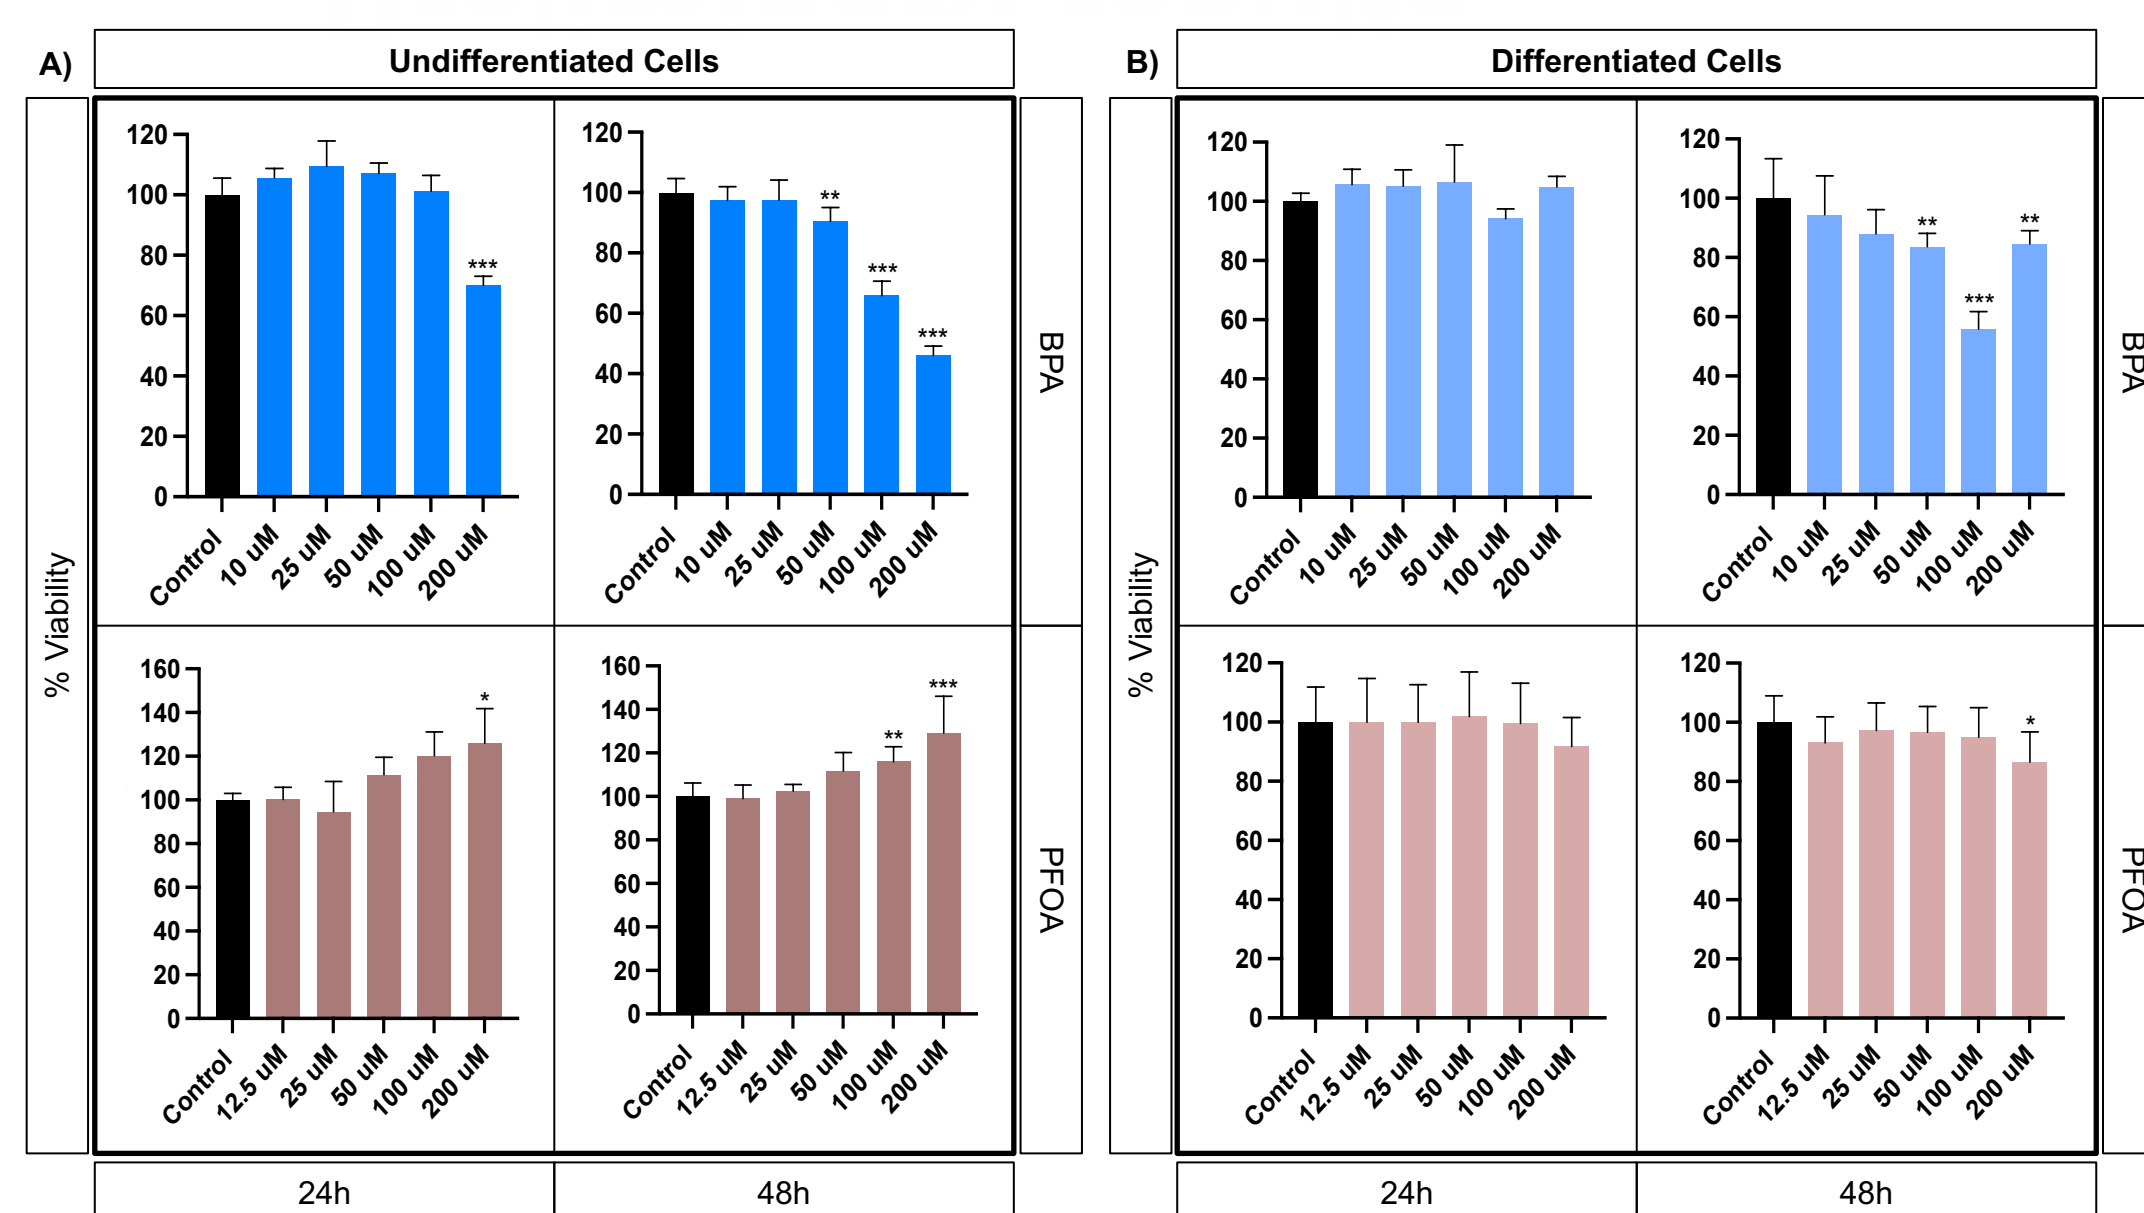 A)
Undifferentiated Cells
% Viability
120
100
80
60
40
20
0
***
Control
10 uM
25 uM
50 uM
100 uM
200 uM
120
100
80
60
40
20
0
**
***
***
Control
10 uM
25 uM
50 uM
100 uM
200 uM
BPA
160
140
120
100
80
60
40
20
0
*
Control
12.5 uM
25 uM
50 uM
100 uM
200 uM
160
140
120
100
80
60
40
20
0
**
***
Control
12.5 uM
25 uM
50 uM
100 uM
200 uM
PFOA
24h
48h
B)
Differentiated Cells
% Viability
120
100
80
60
40
20
0
Control
10 uM
25 uM
50 uM
100 uM
200 uM
120
100
80
60
40
20
0
**
***
**
Control
10 uM
25 uM
50 uM
100 uM
200 uM
BPA
120
100
80
60
40
20
0
Control
12.5 uM
25 uM
50 uM
100 uM
200 uM
120
100
80
60
40
20
0
*
Control
12.5 uM
25 uM
50 uM
100 uM
200 uM
PFOA
24h
48h